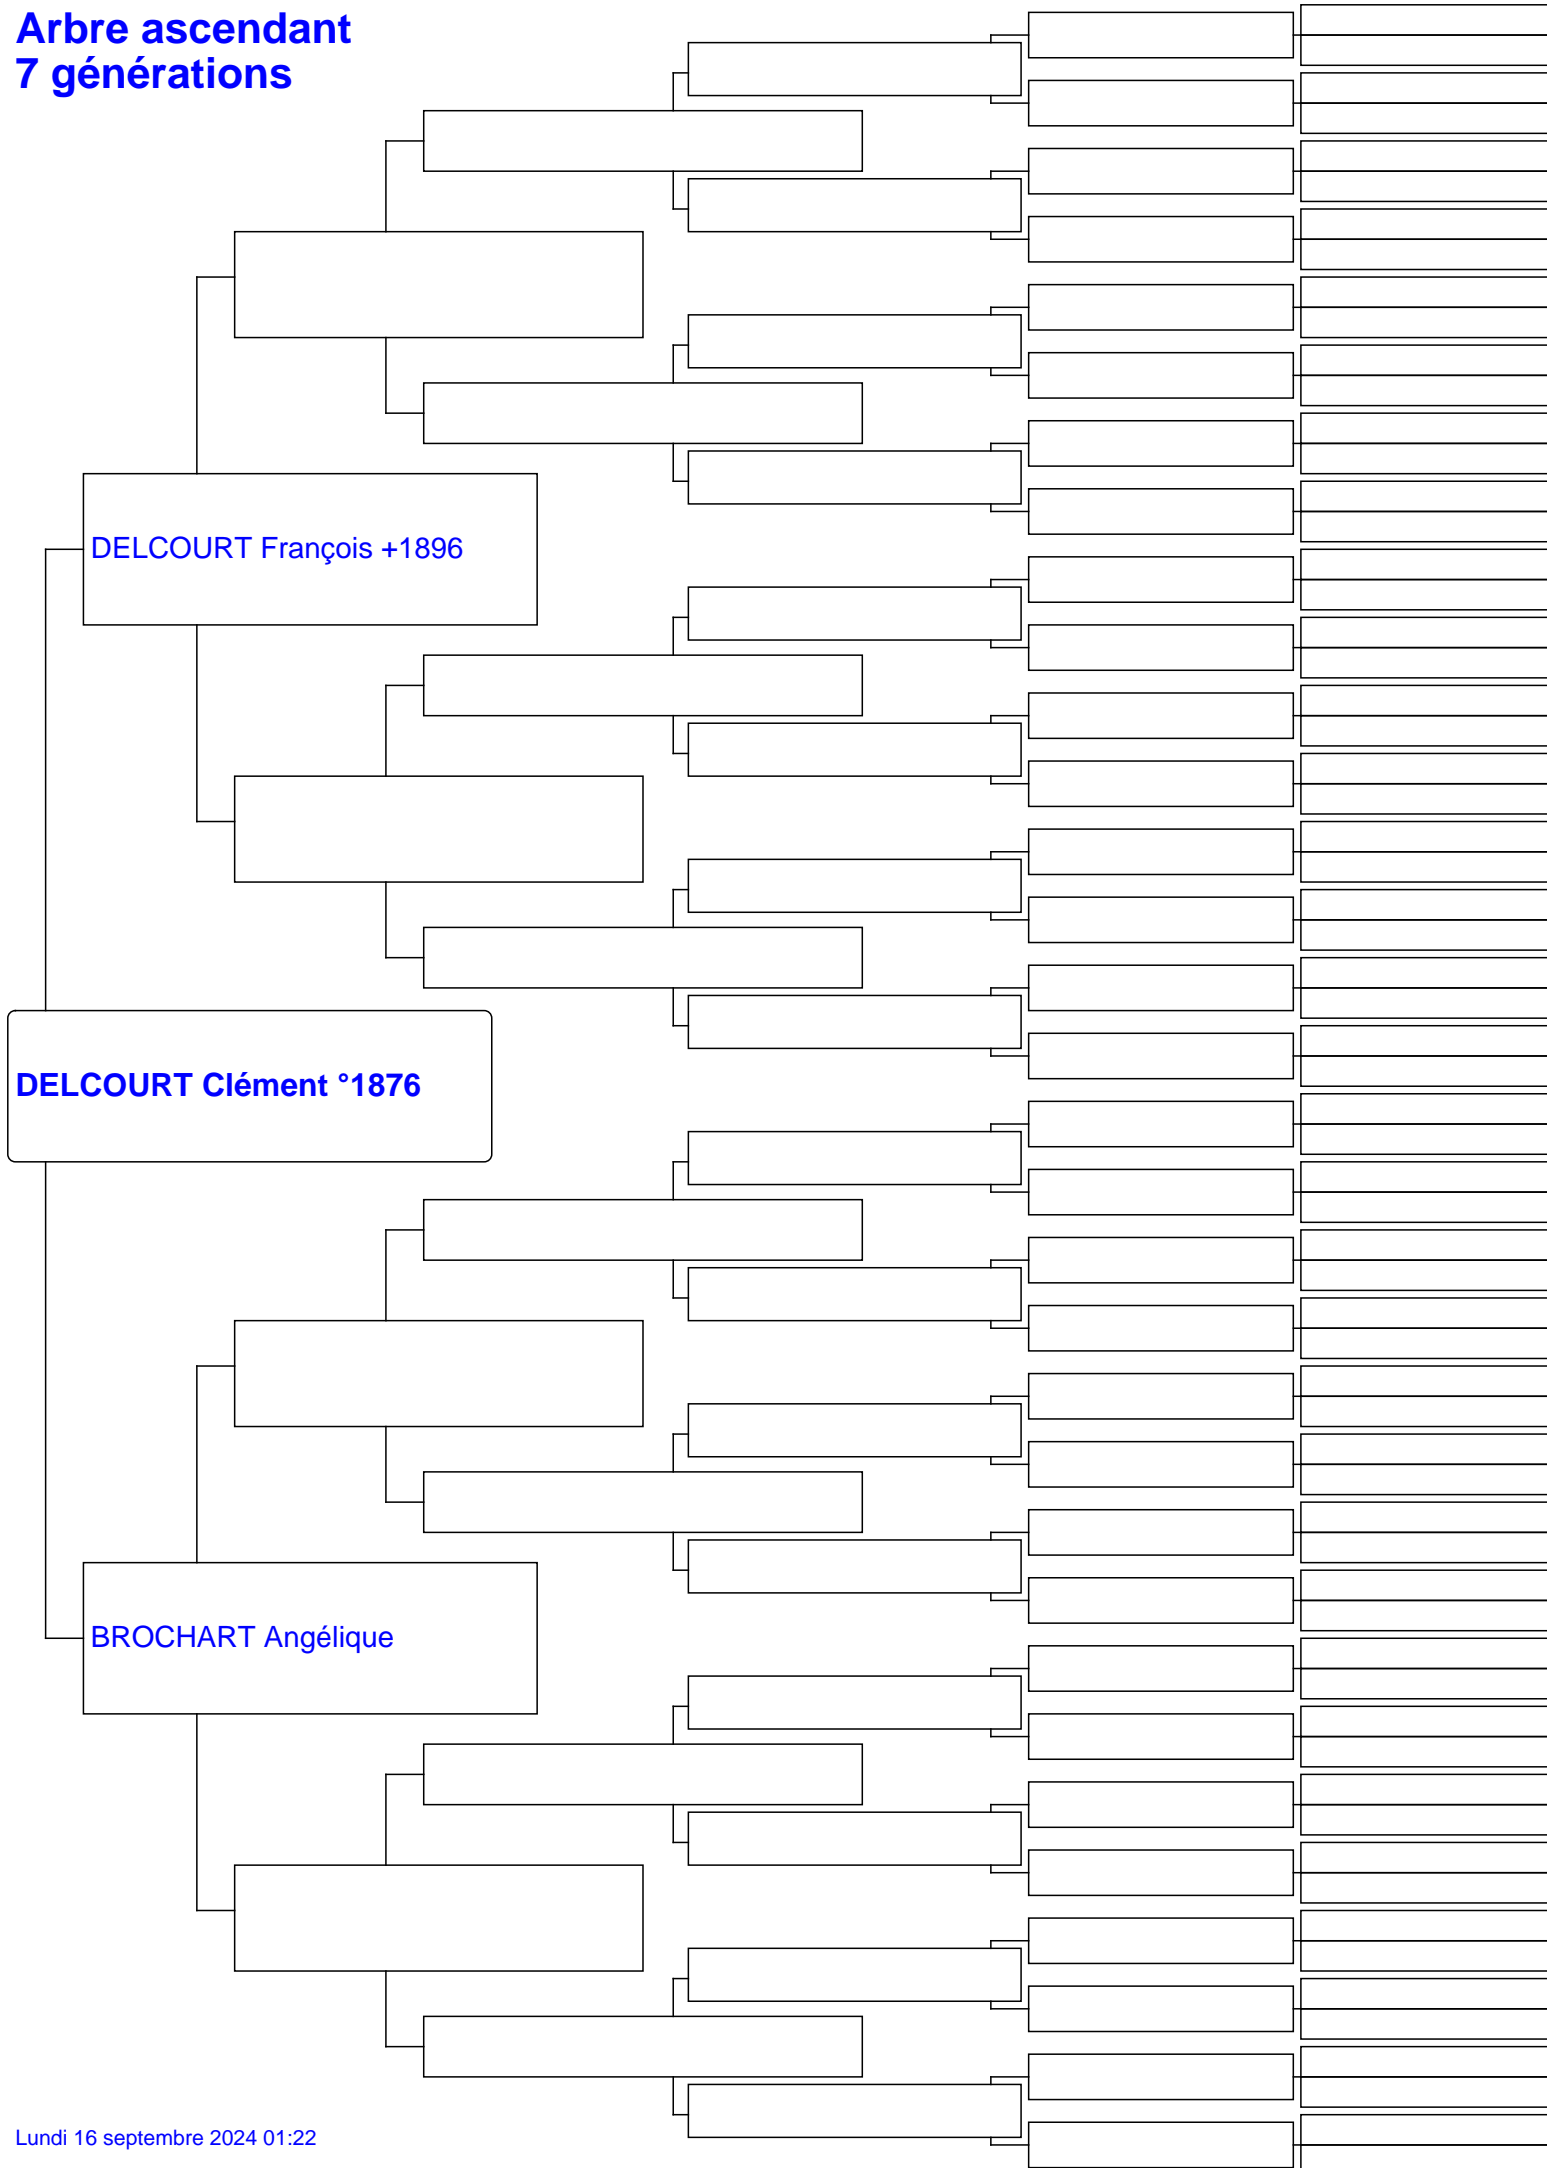 Arbre ascendant
7 générations
DELCOURT François +1896
DELCOURT Clément °1876
BROCHART Angélique
Lundi 16 septembre 2024 01:22